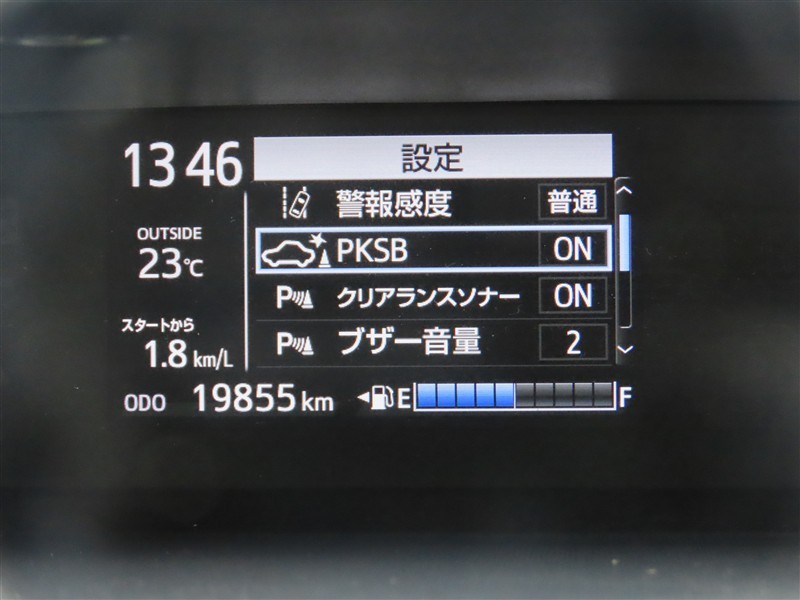 13 46
設定
警報感度 普通
OUTSIDE
23℃
PKSB ON
P クリアランスソナー ON
スタートから
1.8 km/L
P ブザー音量 2
ODO 19855 km E F